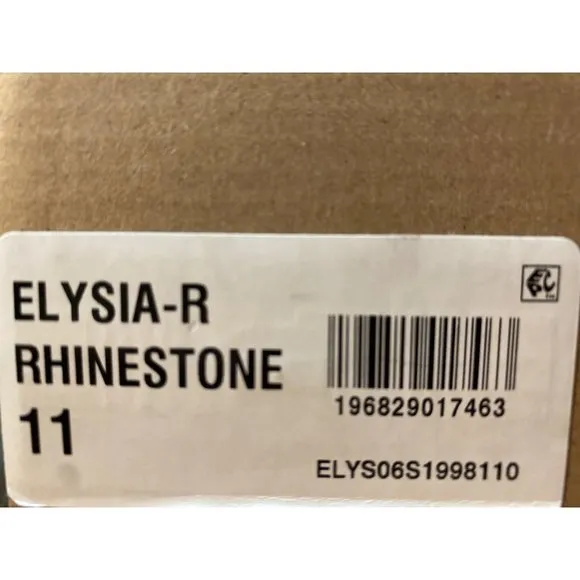 ELYSIA-R
RHINESTONE
11
196829017463
ELYS06S1998110